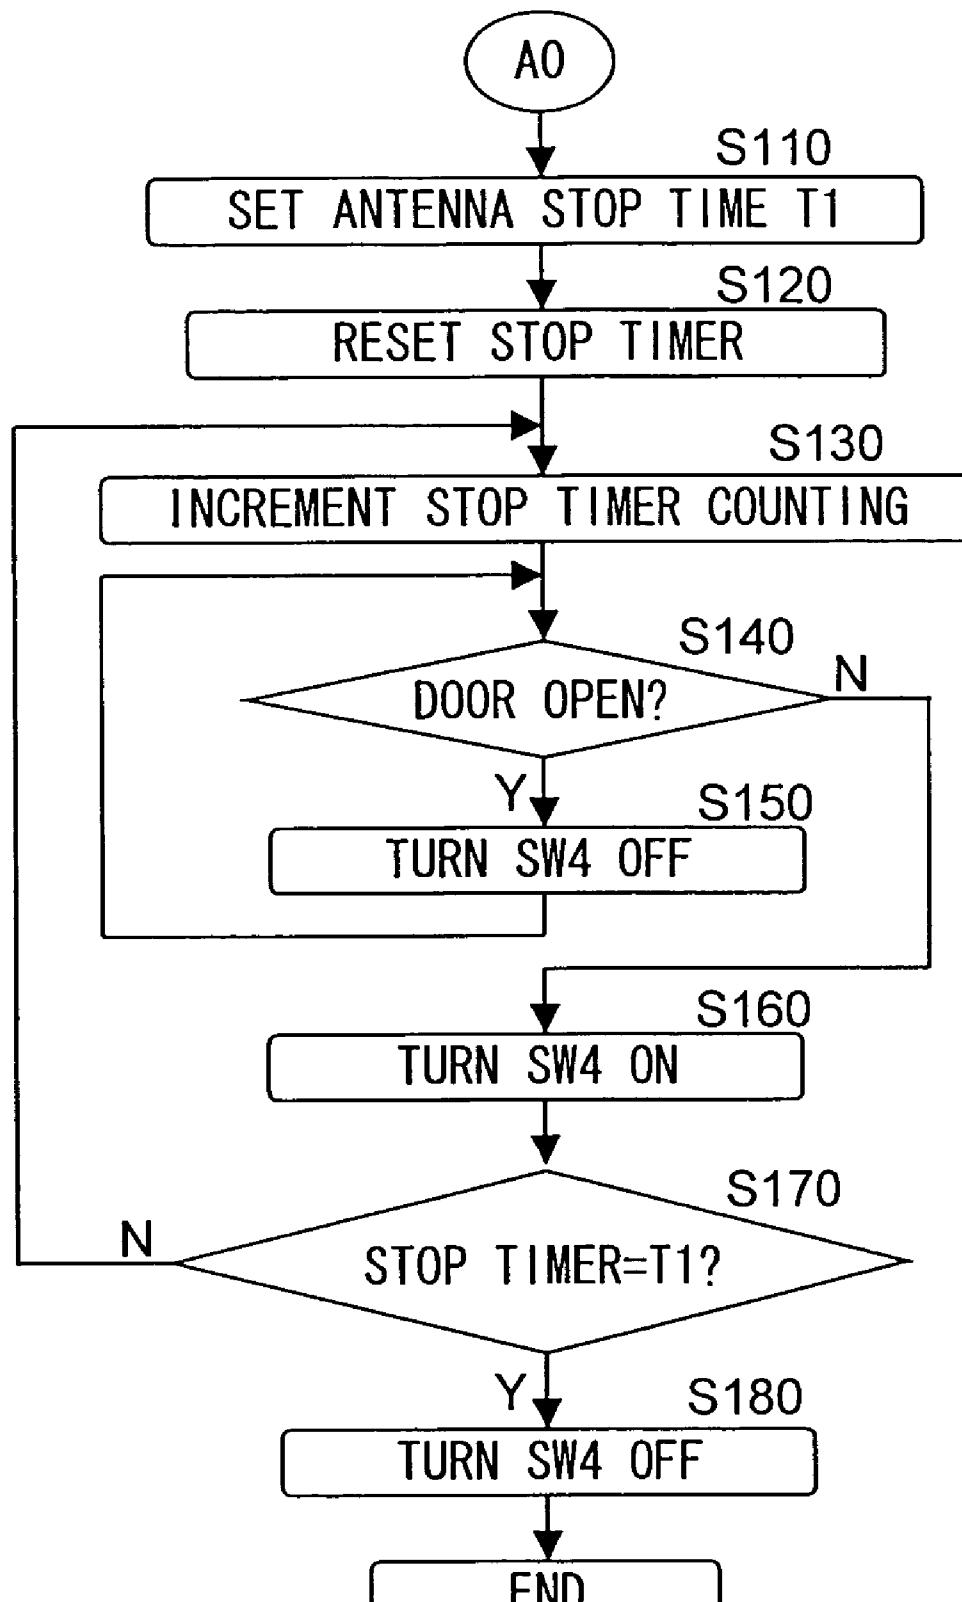 A0
S110
SET ANTENNA STOP TIME T1
S120
RESET STOP TIMER
S130
INCREMENT STOP TIMER COUNTING
S140
DOOR OPEN?
N
Y
S150
TURN SW4 OFF
S160
TURN SW4 ON
S170
N
STOP TIMER=T1?
Y
S180
TURN SW4 OFF
END